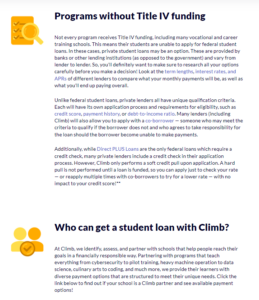 Programs without Title IV funding
Not every program receives Title IV funding, including many vocational and career
training schools. This means their students are unable to apply for federal student
loans. In these cases, private student loans may be an option. These are provided by
banks or other lending institutions (as opposed to the government) and vary from
lender to lender. So, you'll definitely want to make sure to research all your options
carefully before you make a decision! Look at the term lengths, interest rates, and
APRs of different lenders to compare what your monthly payments will be, as well as
what you'll end up paying overall.
Unlike federal student loans, private lenders all have unique qualification criteria.
Each will have its own application process and requirements for eligibility, such as
credit score, payment history, or debt-to-income ratio. Many lenders (including
Climb) will also allow you to apply with a co-borrower — someone who may meet the
criteria to qualify if the borrower does not and who agrees to take responsibility for
the loan should the borrower become unable to make payments.
Additionally, while Direct PLUS Loans are the only federal loans which require a
credit check, many private lenders include a credit check in their application
process. However, Climb only performs a soft credit pull upon application. A hard
pull is not performed until a loan is funded, so you can apply just to check your rate
— or reapply multiple times with co-borrowers to try for a lower rate — with no
impact to your credit score!**
Who can get a student loan with Climb?
At Climb, we identify, assess, and partner with schools that help people reach their
goals in a financially responsible way. Partnering with programs that teach
everything from cybersecurity to pilot training, heavy machine operation to data
science, culinary arts to coding, and much more, we provide their learners with
diverse payment options that are structured to meet their unique needs. Click the
link below to find out if your school is a Climb partner and see available payment
options!